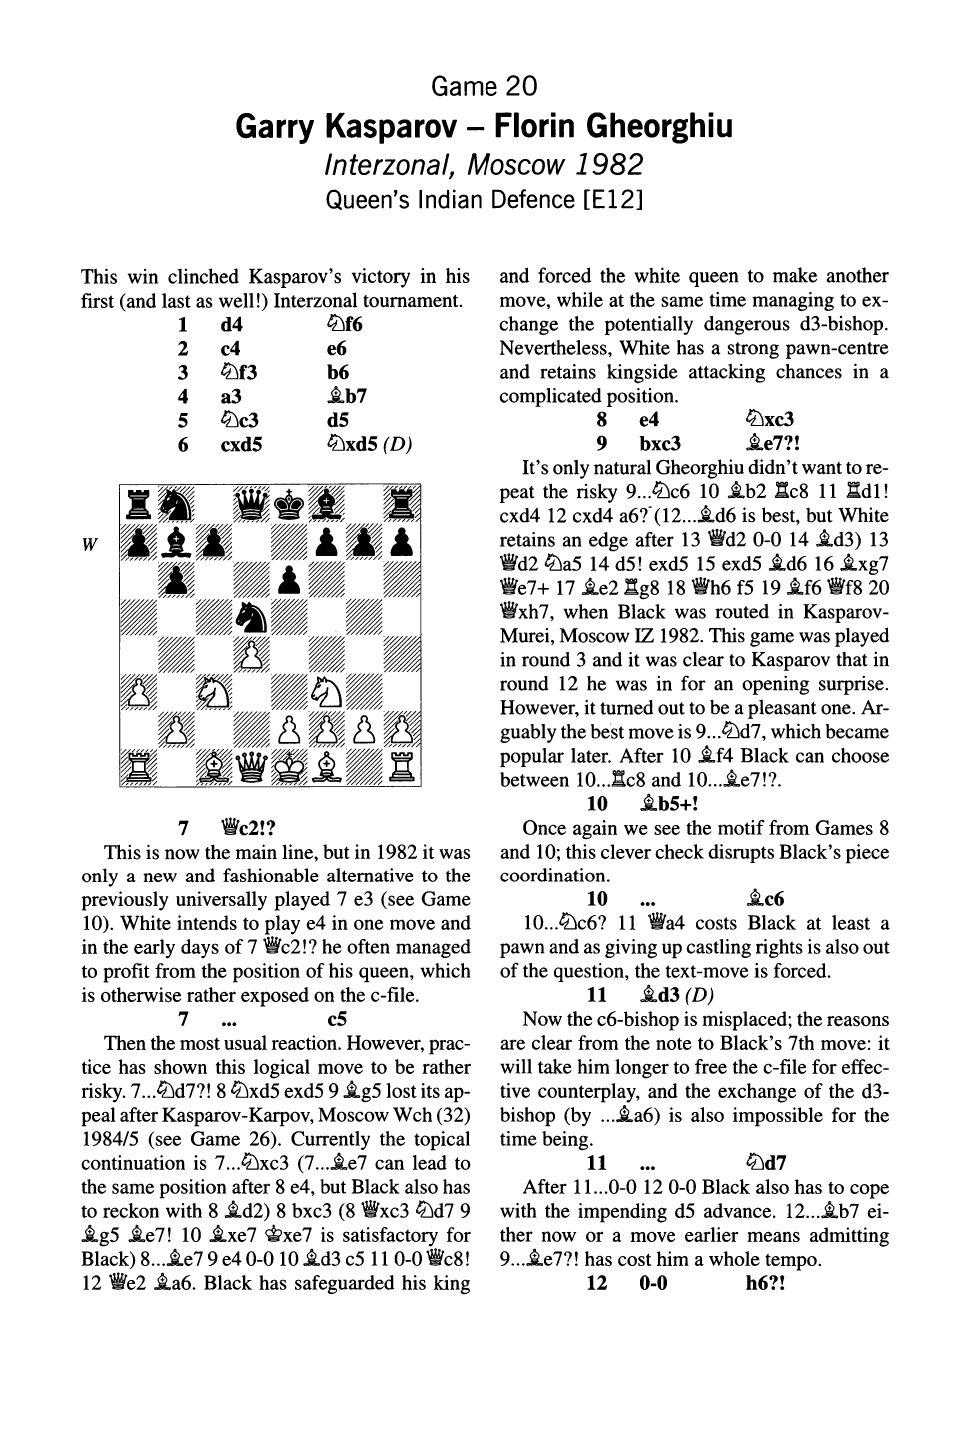 Game 20
Garry Kasparov – Florin Gheorghiu
Interzonal, Moscow 1982
Queen's Indian Defence [E12]
This win clinched Kasparov's victory in his
first (and last as well!) Interzonal tournament.
1 d4 ♘f6
2 c4 e6
3 ♘f3 b6
4 a3 ♗b7
5 ♘c3 d5
6 cxd5 ♘xd5 (D)
W
7 ♕c2!?
This is now the main line, but in 1982 it was
only a new and fashionable alternative to the
previously universally played 7 e3 (see Game
10). White intends to play e4 in one move and
in the early days of 7 ♕c2!? he often managed
to profit from the position of his queen, which
is otherwise rather exposed on the c-file.
7 ... c5
Then the most usual reaction. However, prac-
tice has shown this logical move to be rather
risky. 7...♘d7?! 8 ♘xd5 exd5 9 ♗g5 lost its ap-
peal after Kasparov-Karpov, Moscow Wch (32)
1984/5 (see Game 26). Currently the topical
continuation is 7...♘xc3 (7...♗e7 can lead to
the same position after 8 e4, but Black also has
to reckon with 8 ♗d2) 8 bxc3 (8 ♕xc3 ♘d7 9
♗g5 ♗e7! 10 ♗xe7 ♔xe7 is satisfactory for
Black) 8...♗e7 9 e4 0-0 10 ♗d3 c5 11 0-0 ♕c8!
12 ♕e2 ♗a6. Black has safeguarded his king
and forced the white queen to make another
move, while at the same time managing to ex-
change the potentially dangerous d3-bishop.
Nevertheless, White has a strong pawn-centre
and retains kingside attacking chances in a
complicated position.
8 e4 ♘xc3
9 bxc3 ♗e7?!
It's only natural Gheorghiu didn't want to re-
peat the risky 9...♘c6 10 ♗b2 ♖c8 11 ♖d1!
cxd4 12 cxd4 a6? (12...♗d6 is best, but White
retains an edge after 13 ♕d2 0-0 14 ♗d3) 13
♕d2 ♘a5 14 d5! exd5 15 exd5 ♗d6 16 ♗xg7
♕e7+ 17 ♗e2 ♖g8 18 ♕h6 f5 19 ♗f6 ♕f8 20
♕xh7, when Black was routed in Kasparov-
Murei, Moscow IZ 1982. This game was played
in round 3 and it was clear to Kasparov that in
round 12 he was in for an opening surprise.
However, it turned out to be a pleasant one. Ar-
guably the best move is 9...♘d7, which became
popular later. After 10 ♗f4 Black can choose
between 10...♖c8 and 10...♗e7!?.
10 ♗b5+!
Once again we see the motif from Games 8
and 10; this clever check disrupts Black's piece
coordination.
10 ... ♗c6
10...♘c6? 11 ♕a4 costs Black at least a
pawn and as giving up castling rights is also out
of the question, the text-move is forced.
11 ♗d3 (D)
Now the c6-bishop is misplaced; the reasons
are clear from the note to Black's 7th move: it
will take him longer to free the c-file for effec-
tive counterplay, and the exchange of the d3-
bishop (by ...♗a6) is also impossible for the
time being.
11 ... ♘d7
After 11...0-0 12 0-0 Black also has to cope
with the impending d5 advance. 12...♗b7 ei-
ther now or a move earlier means admitting
9...♗e7?! has cost him a whole tempo.
12 0-0 h6?!